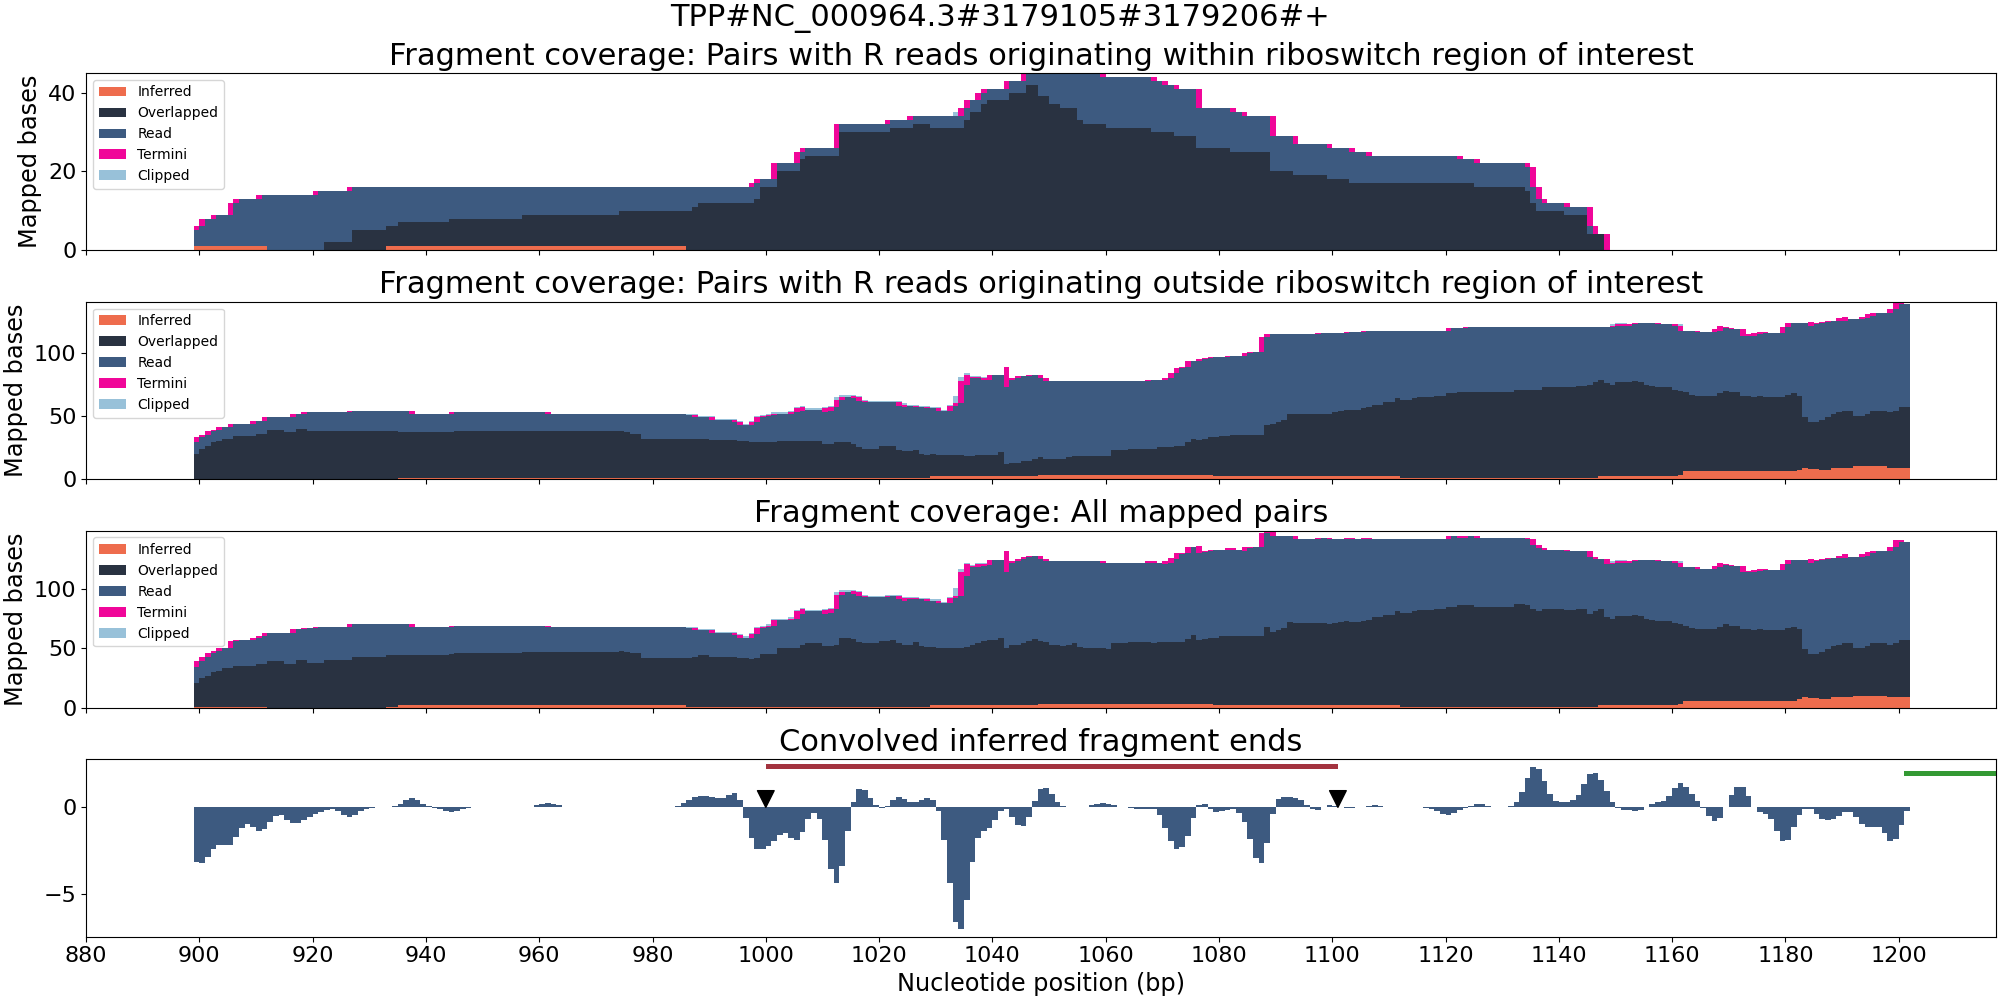 TPP#NC_000964.3#3179105#3179206#+
Fragment coverage: Pairs with R reads originating within riboswitch region of interest
Mapped bases
40
20
0
Inferred
Overlapped
Read
Termini
Clipped
Fragment coverage: Pairs with R reads originating outside riboswitch region of interest
Mapped bases
100
50
0
Inferred
Overlapped
Read
Termini
Clipped
Fragment coverage: All mapped pairs
Mapped bases
100
50
0
Inferred
Overlapped
Read
Termini
Clipped
Convolved inferred fragment ends
0
−5
880 900 920 940 960 980 1000 1020 1040 1060 1080 1100 1120 1140 1160 1180 1200
Nucleotide position (bp)